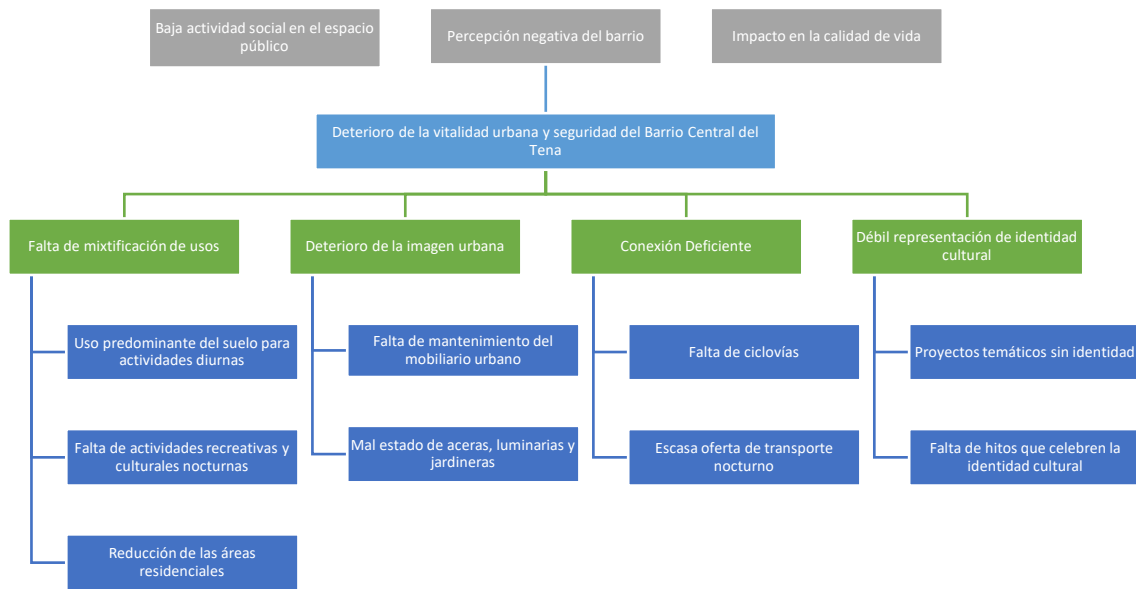 Baja actividad social en el espacio
público
Percepción negativa del barrio
Impacto en la calidad de vida
Deterioro de la vitalidad urbana y seguridad del Barrio Central del
Tena
Falta de mixtificación de usos
Deterioro de la imagen urbana
Conexión Deficiente
Débil representación de identidad
cultural
Uso predominante del suelo para
actividades diurnas
Falta de mantenimiento del
mobiliario urbano
Falta de ciclovías
Proyectos temáticos sin identidad
Falta de actividades recreativas y
culturales nocturnas
Mal estado de aceras, luminarias y
jardineras
Escasa oferta de transporte
nocturno
Falta de hitos que celebren la
identidad cultural
Reducción de las áreas
residenciales